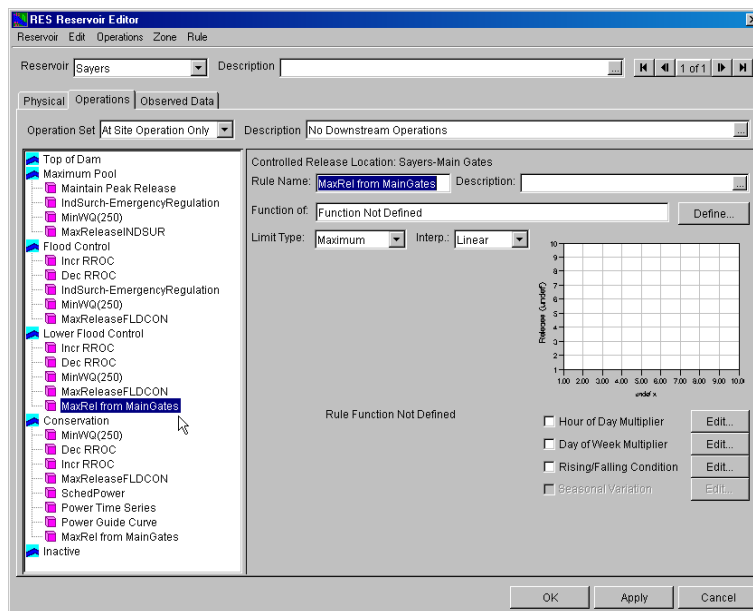 RES Reservoir Editor
Reservoir Edit Operations Zone Rule
Reservoir Sayers Description ... 1 of 1
Physical Operations Observed Data
Operation Set At Site Operation Only Description No Downstream Operations ...
Top of Dam
Maximum Pool
Maintain Peak Release
IndSurch-EmergencyRegulation
MinWQ(250)
MaxReleaseINDSUR
Flood Control
Incr RROC
Dec RROC
IndSurch-EmergencyRegulation
MinWQ(250)
MaxReleaseFLDCON
Lower Flood Control
Incr RROC
Dec RROC
MinWQ(250)
MaxReleaseFLDCON
MaxRel from MainGates
Conservation
MinWQ(250)
Dec RROC
Incr RROC
MaxReleaseFLDCON
SchedPower
Power Time Series
Power Guide Curve
MaxRel from MainGates
Inactive
Controlled Release Location: Sayers-Main Gates
Rule Name: MaxRel from MainGates Description: ...
Function of: Function Not Defined Define...
Limit Type: Maximum Interp.: Linear
Release (undef)
10
9
8
7
6
5
4
3
2
1
1.00 2.00 3.00 4.00 5.00 6.00 7.00 8.00 9.00 10.0
undef x
Rule Function Not Defined
Hour of Day Multiplier Edit...
Day of Week Multiplier Edit...
Rising/Falling Condition Edit...
Seasonal Variation Edit...
OK Apply Cancel